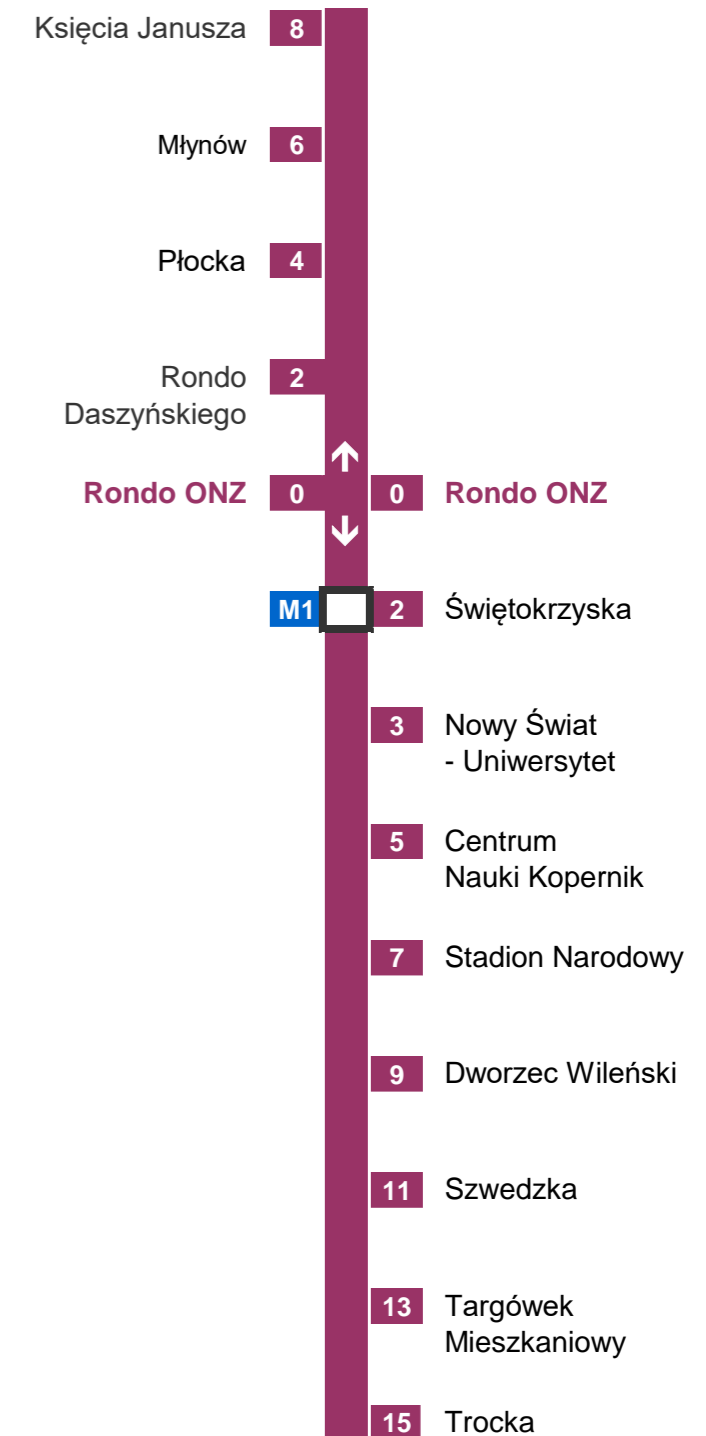 Księcia Janusza 8
Młynów 6
Płocka 4
Rondo 2
Daszyńskiego
Rondo ONZ 0 0 Rondo ONZ
M1 2 Świętokrzyska
3 Nowy Świat
- Uniwersytet
5 Centrum
Nauki Kopernik
7 Stadion Narodowy
9 Dworzec Wileński
11 Szwedzka
13 Targówek
Mieszkaniowy
15 Trocka